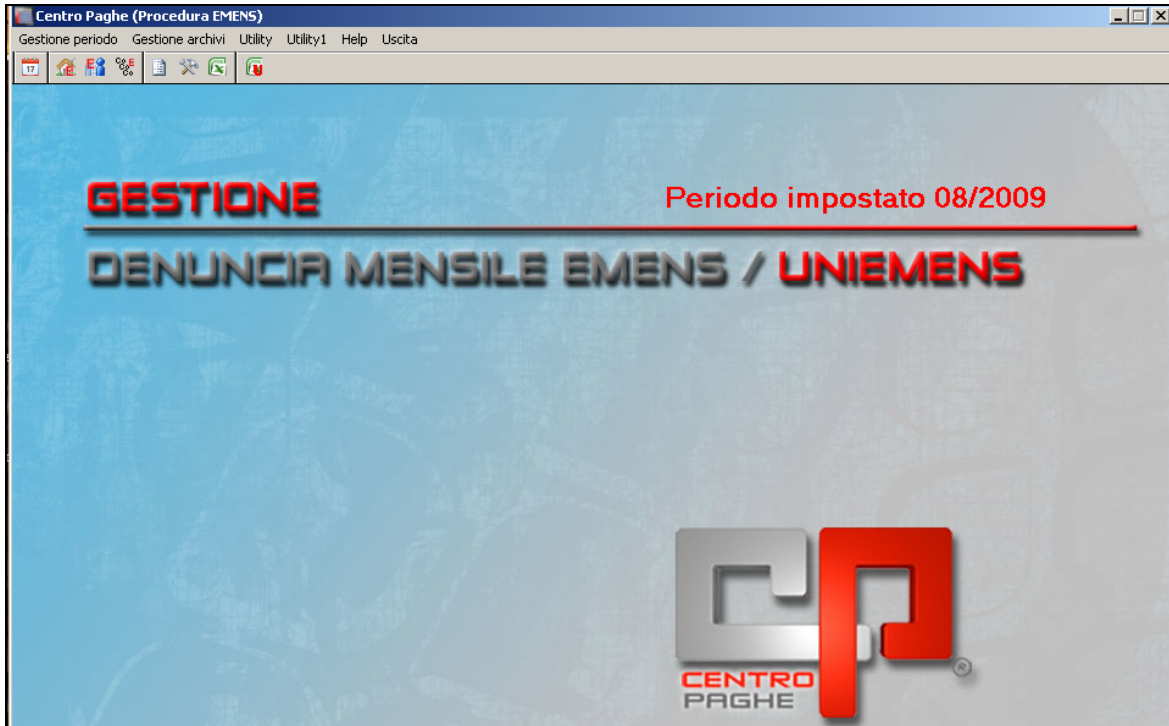 Centro Paghe (Procedura EMENS)
Gestione periodo Gestione archivi Utility Utility1 Help Uscita
17
GESTIONE
Periodo impostato 08/2009
DENUNCIA MENSILE EMENS / UNIEMENS
CENTRO
PAGHE
®